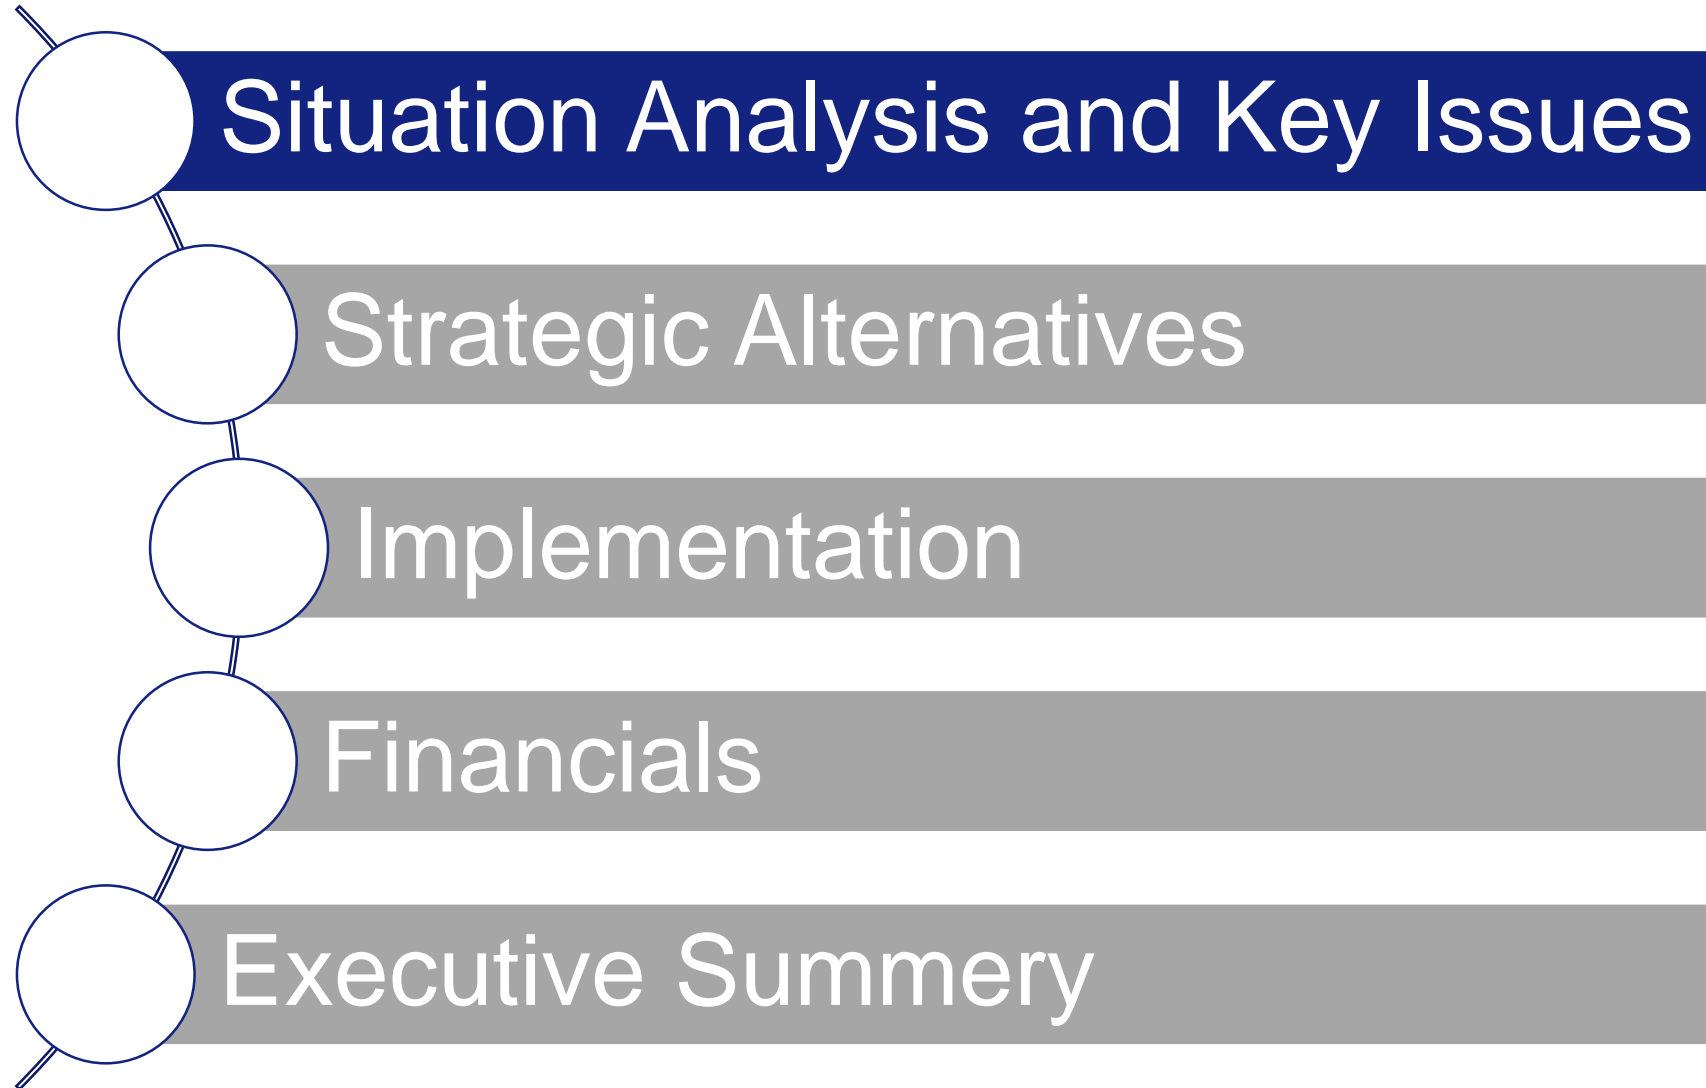 Situation Analysis and Key Issues
Strategic Alternatives
Implementation
Financials
Executive Summery